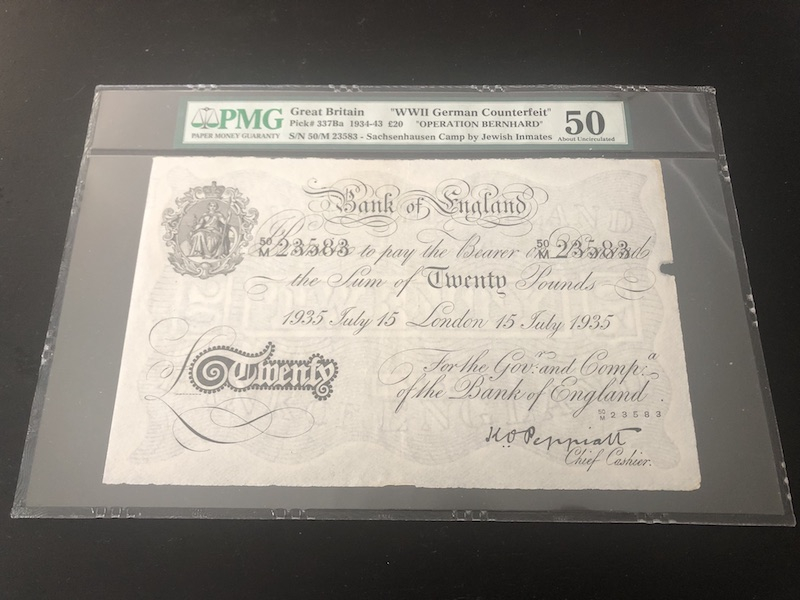 PMG
PAPER MONEY GUARANTY
Great Britain "WWII German Counterfeit"
Pick# 337Ba 1934-43 £20 "OPERATION BERNHARD"
S/N 50/M 23583 - Sachsenhausen Camp by Jewish Inmates
50
About Uncirculated
Bank of England
50/M 23583 to pay the Bearer on 50/M 23583
the Sum of Twenty Pounds
1935 July 15 London 15 July 1935
£Twenty
For the Govr. and Compa.
of the Bank of England.
50/M 23583
K O Peppiatt
Chief Cashier.